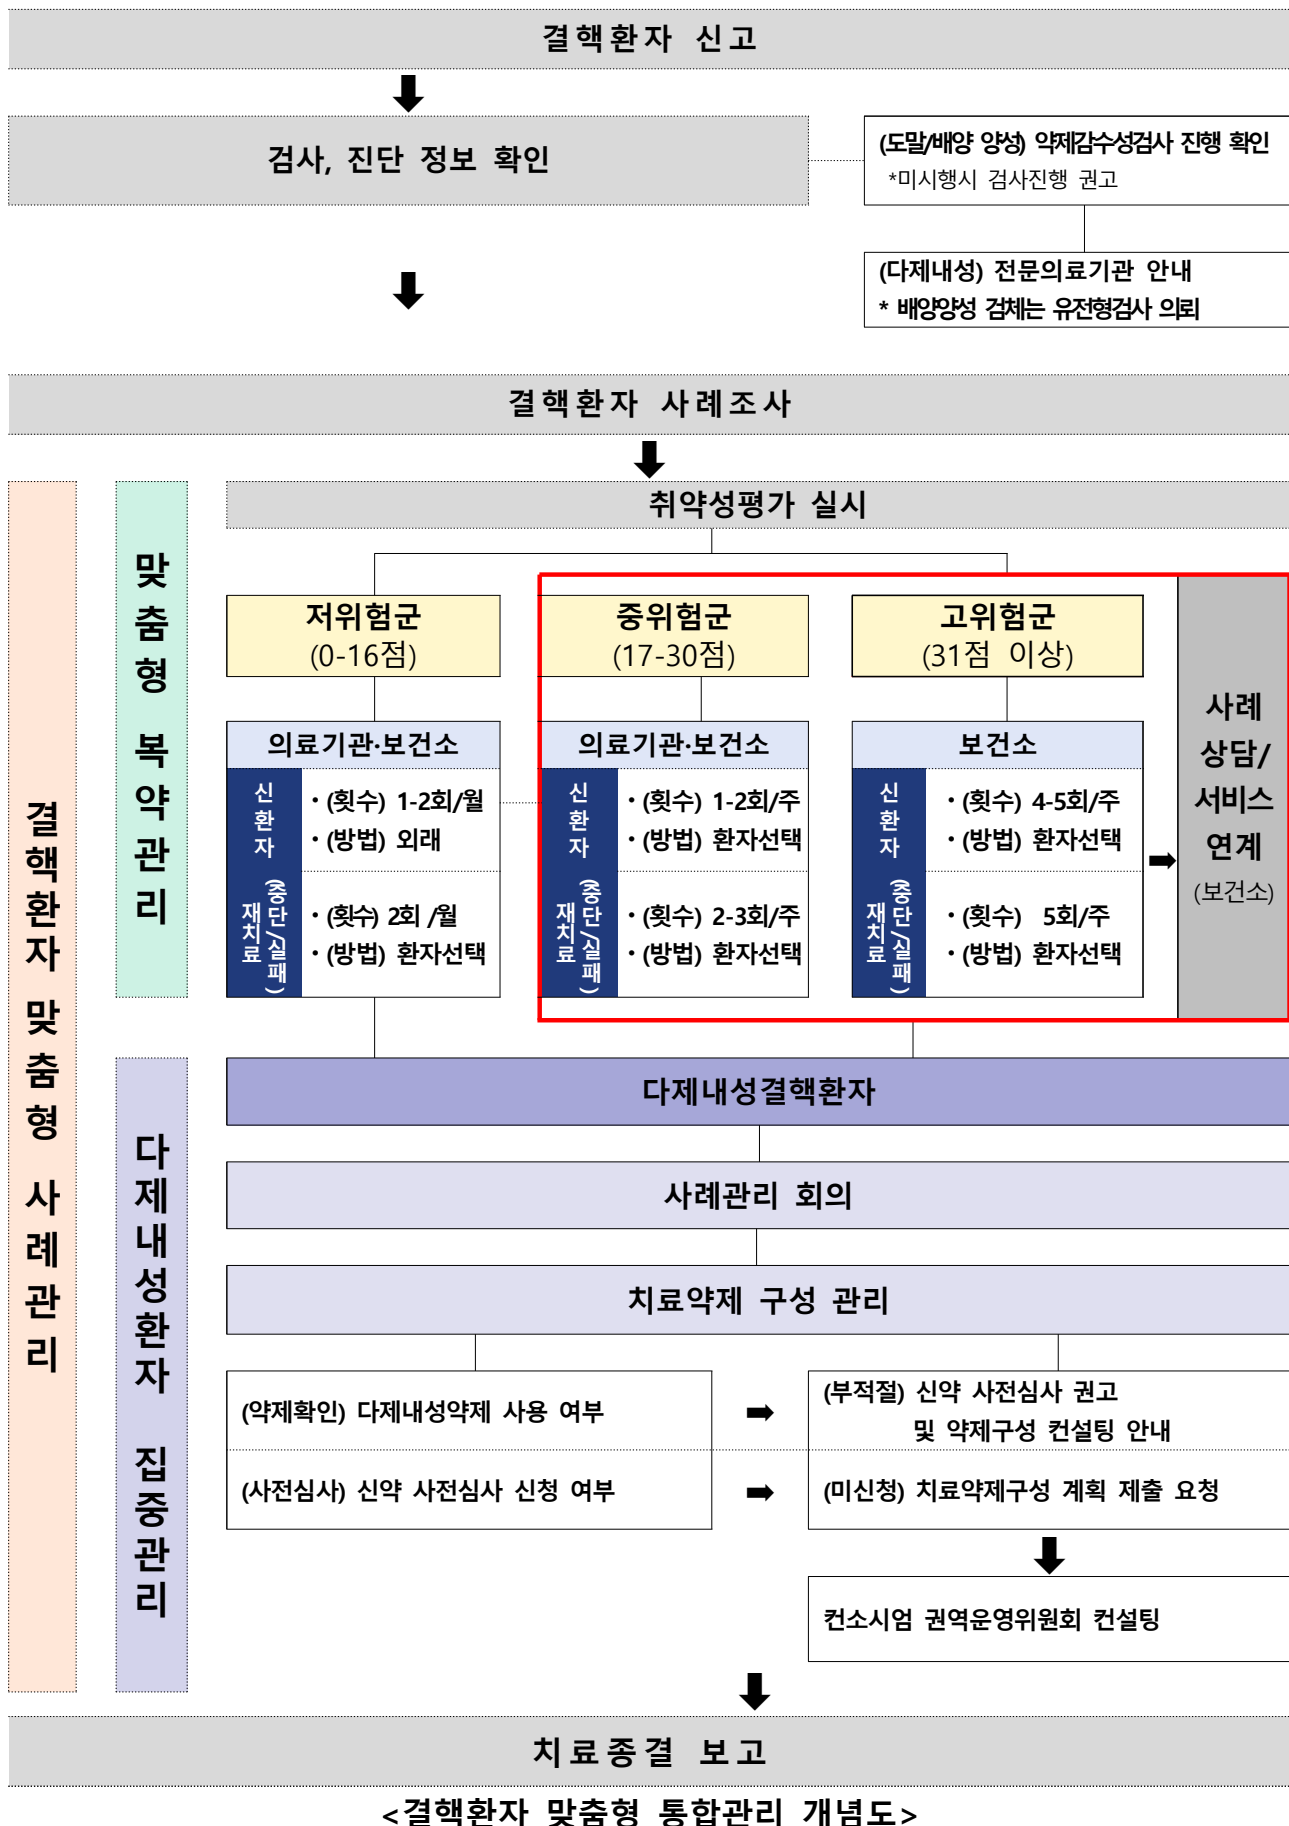 결핵환자 신고
검사, 진단 정보 확인
(도말/배양 양성) 약제감수성검사 진행 확인
*미시행시 검사진행 권고
(다제내성) 전문의료기관 안내
* 배양양성 검체는 유전형검사 의뢰
결핵환자 사례조사
결핵환자 맞춤형 사례관리
맞춤형 복약관리
취약성평가 실시
저위험군
(0-16점)
의료기관·보건소
신환자
· (횟수) 1-2회/월
· (방법) 외래
재치료 (중단/실패)
· (횟수) 2회 /월
· (방법) 환자선택
중위험군
(17-30점)
의료기관·보건소
신환자
· (횟수) 1-2회/주
· (방법) 환자선택
재치료 (중단/실패)
· (횟수) 2-3회/주
· (방법) 환자선택
고위험군
(31점 이상)
보건소
신환자
· (횟수) 4-5회/주
· (방법) 환자선택
재치료 (중단/실패)
· (횟수) 5회/주
· (방법) 환자선택
사례
상담/
서비스
연계
(보건소)
다제내성환자 집중관리
다제내성결핵환자
사례관리 회의
치료약제 구성 관리
(약제확인) 다제내성약제 사용 여부
(부적절) 신약 사전심사 권고
및 약제구성 컨설팅 안내
(사전심사) 신약 사전심사 신청 여부
(미신청) 치료약제구성 계획 제출 요청
컨소시엄 권역운영위원회 컨설팅
치료종결 보고
<결핵환자 맞춤형 통합관리 개념도>